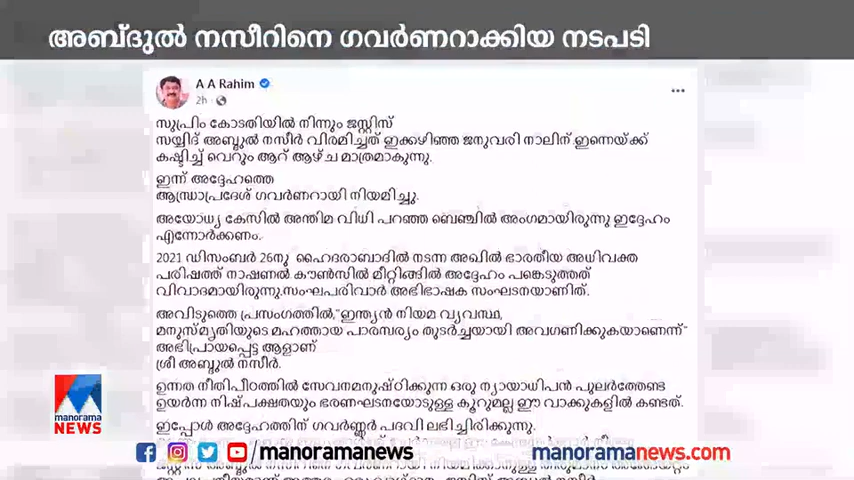 അബ്ദുൽ നസീറിനെ ഗവർണറാക്കിയ നടപടി
A A Rahim
2h
സുപ്രിം കോടതിയിൽ നിന്നും ജസ്റ്റിസ്
സയ്യിദ് അബ്ദുൽ നസീർ വിരമിച്ചത് ഇക്കഴിഞ്ഞ ജനുവരി നാലിന്.ഇന്നെയ്ക്ക്
കഷ്ടിച്ച് വെറും ആറ് ആഴ്ച മാത്രമാകുന്നു.
ഇന്ന് അദ്ദേഹത്തെ
ആന്ധ്രാപ്രദേശ് ഗവർണറായി നിയമിച്ചു.
അയോധ്യ കേസിൽ അന്തിമ വിധി പറഞ്ഞ ബെഞ്ചിൽ അംഗമായിരുന്നു ഇദ്ദേഹം
എന്നോർക്കണം.
2021 ഡിസംബർ 26നു ഹൈദരാബാദിൽ നടന്ന അഖിൽ ഭാരതീയ അധിവക്ത
പരിഷത്ത് നാഷണൽ കൗൺസിൽ മീറ്റിങ്ങിൽ അദ്ദേഹം പങ്കെടുത്തത്
വിവാദമായിരുന്നു.സംഘപരിവാർ അഭിഭാഷക സംഘടനയാണിത്.
അവിടുത്തെ പ്രസംഗത്തിൽ,"ഇന്ത്യൻ നിയമ വ്യവസ്ഥ,
മനുസ്മൃതിയുടെ മഹത്തായ പാരസര്യം തുടർച്ചയായി അവഗണിക്കുകയാണെന്ന്"
അഭിപ്രായപ്പെട്ട ആളാണ്
ശ്രീ അബ്ദുൽ നസീർ.
ഉന്നത നീതിപീഠത്തിൽ സേവനമനുഷ്ഠിക്കുന്ന ഒരു ന്യായാധിപൻ പുലർത്തേണ്ട
ഉയർന്ന നിഷ്പക്ഷതയും ഭരണഘടനയോടുള്ള കൂറുമല്ല ഈ വാക്കുകളിൽ കണ്ടത്.
ഇപ്പോൾ അദ്ദേഹത്തിന് ഗവർണ്ണർ പദവി ലഭിച്ചിരിക്കുന്നു.
manorama
NEWS
manoramanews
manoramanews.com